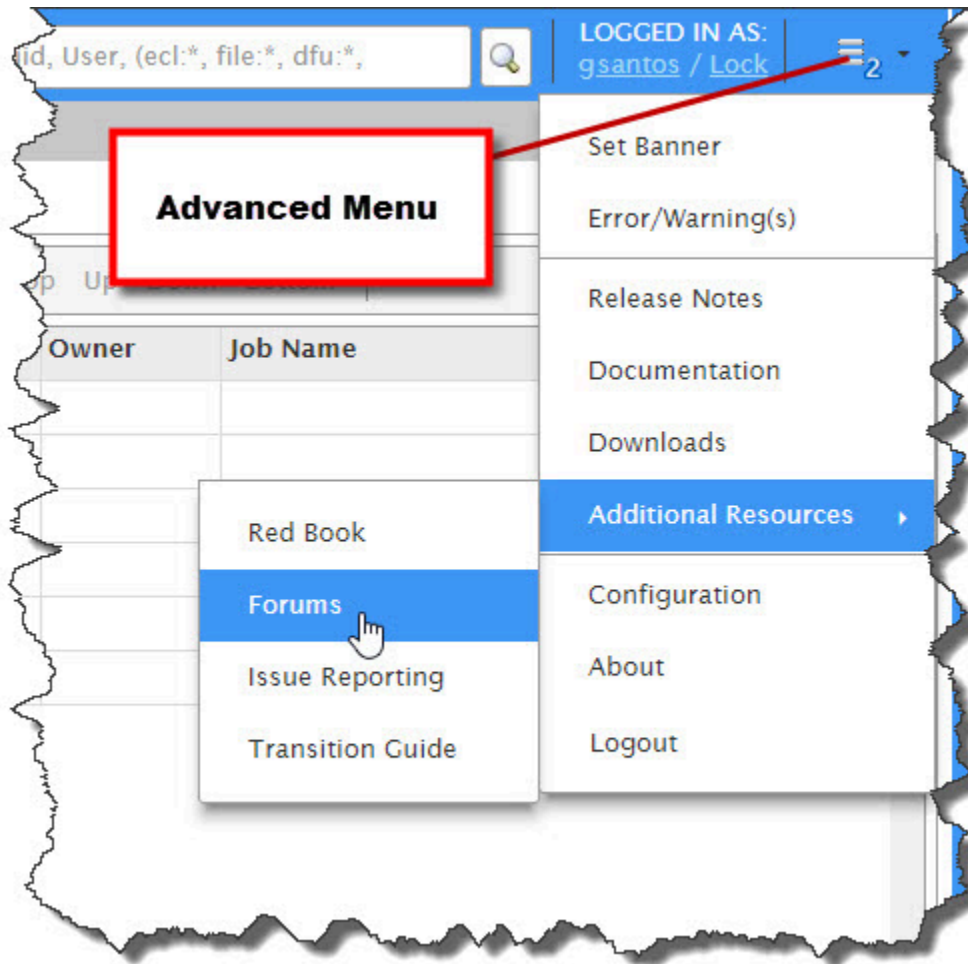 id, User, (ecl:*, file:*, dfu:*,
LOGGED IN AS:
gsantos / Lock
2
Advanced Menu
Set Banner
Error/Warning(s)
Release Notes
Documentation
Downloads
Additional Resources
Configuration
About
Logout
Up
Owner
Job Name
Red Book
Forums
Issue Reporting
Transition Guide